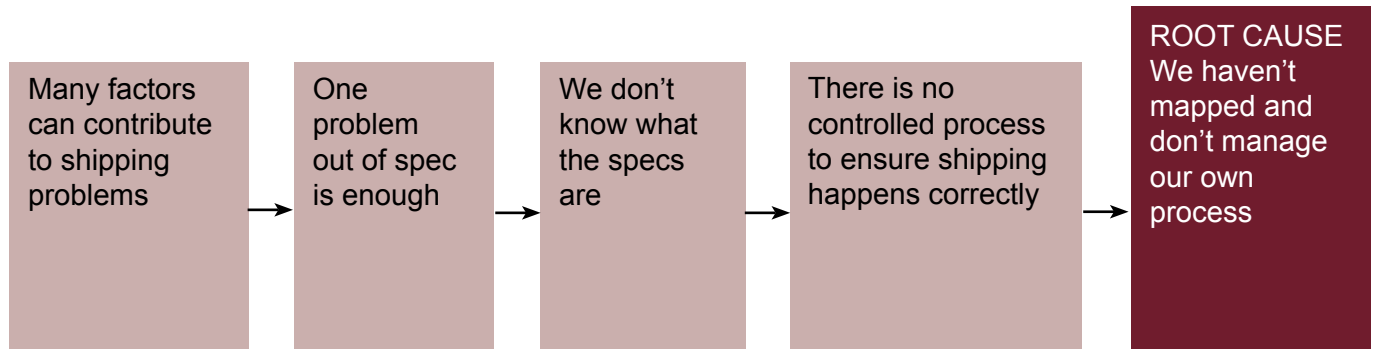 Many factors
can contribute
to shipping
problems
One
problem
out of spec
is enough
We don’t
know what
the specs
are
There is no
controlled process
to ensure shipping
happens correctly
ROOT CAUSE
We haven’t
mapped and
don’t manage
our own
process